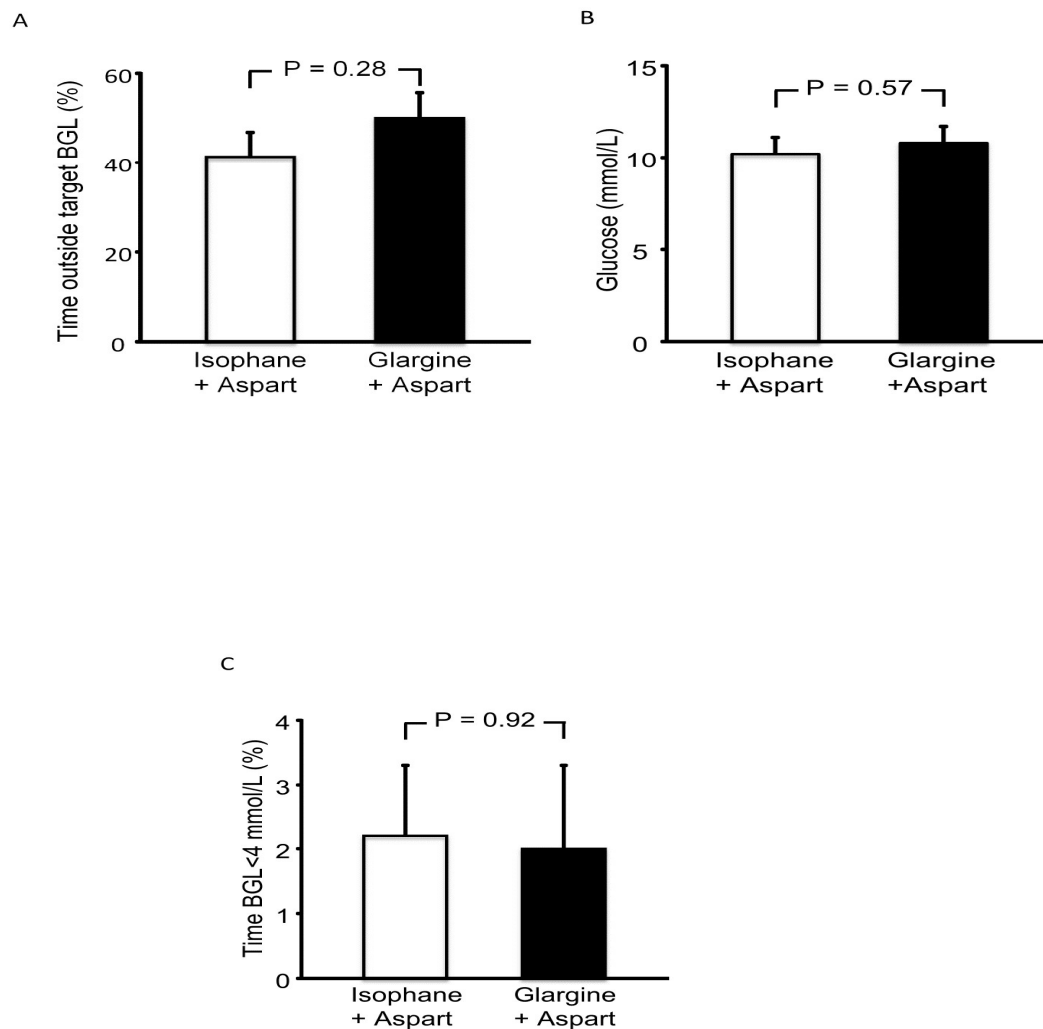 A
Time outside target BGL (%)
60
40
20
0
P = 0.28
Isophane
+ Aspart
Glargine
+ Aspart
B
Glucose (mmol/L)
15
10
5
0
P = 0.57
Isophane
+ Aspart
Glargine
+Aspart
C
Time BGL<4 mmol/L (%)
4
3
2
1
0
P = 0.92
Isophane
+ Aspart
Glargine
+ Aspart